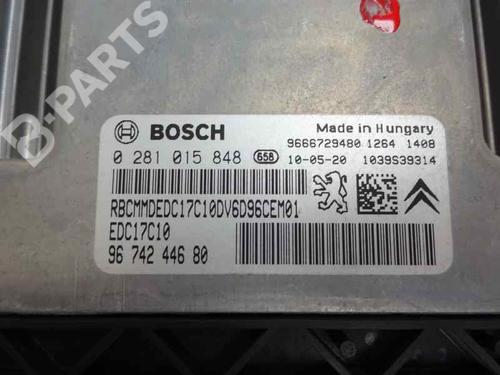 B-PARTS
BOSCH
Made in Hungary
0 281 015 848 658
9666729480 1264 1408
10-05-20 1039S39314
RBCMMDEDC17C10DV6D96CEM01
EDC17C10
96 742 446 80